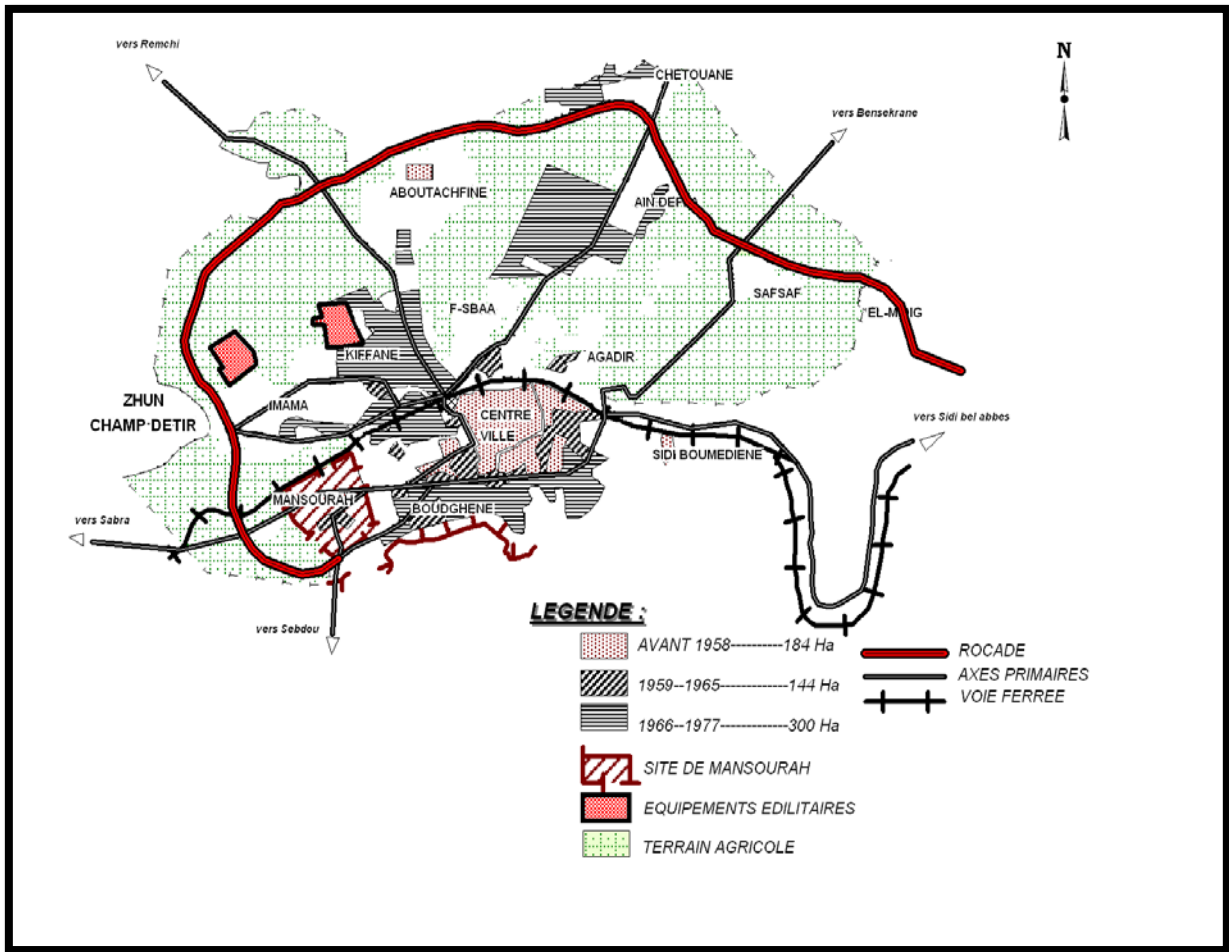 vers Remchi
N
CHETOUANE
vers Bensekrane
ABOUTACHFINE
AIN DEF
SAFSAF
F-SBAA
KIFFANE
AGADIR
ZHUN
CHAMP-DETIR
IMAMA
CENTRE
VILLE
vers Sidi bel abbes
SIDI BOUMEDIENE
MANSOURAH
BOUDGHENE
vers Sabra
vers Sebdou
LEGENDE :
AVANT 1958----------184 Ha
1959--1965-------------144 Ha
1966--1977------------300 Ha
SITE DE MANSOURAH
EQUIPEMENTS EDILITAIRES
TERRAIN AGRICOLE
ROCADE
AXES PRIMAIRES
VOIE FERREE